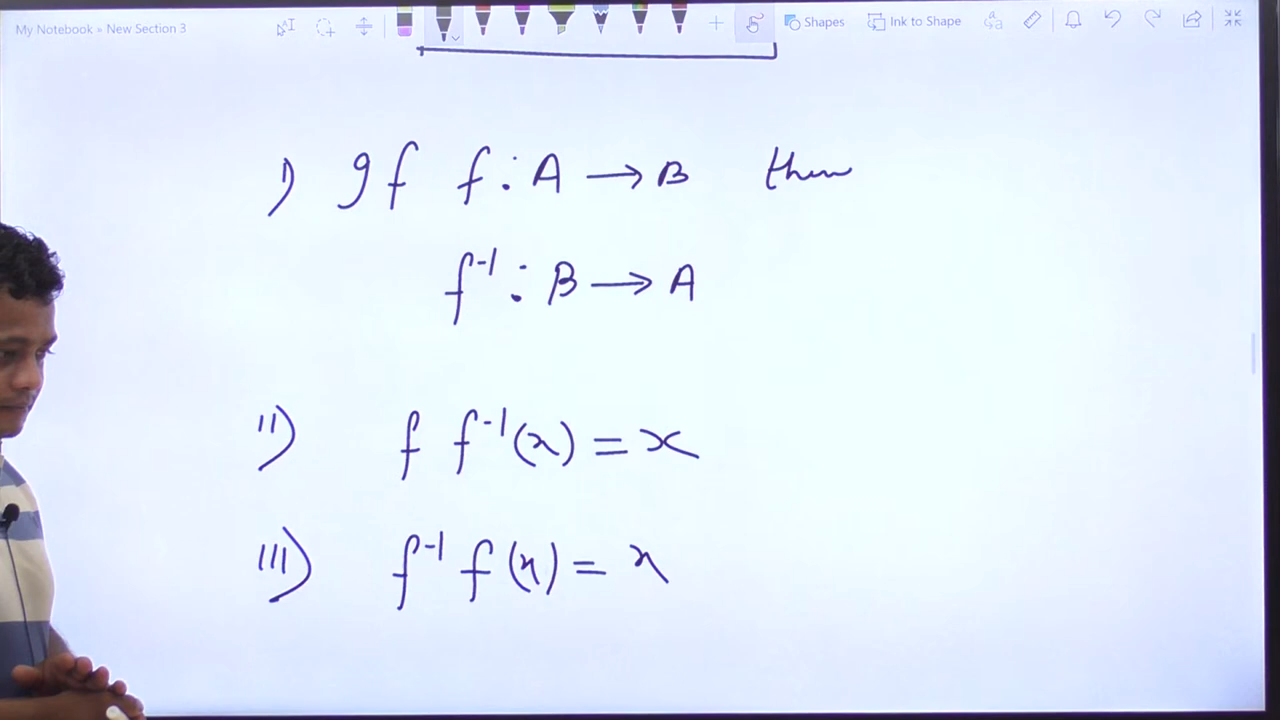 My Notebook » New Section 3
Shapes Ink to Shape
i) If f : A → B then
f⁻¹ : B → A
ii) f f⁻¹(x) = x
iii) f⁻¹ f(x) = x